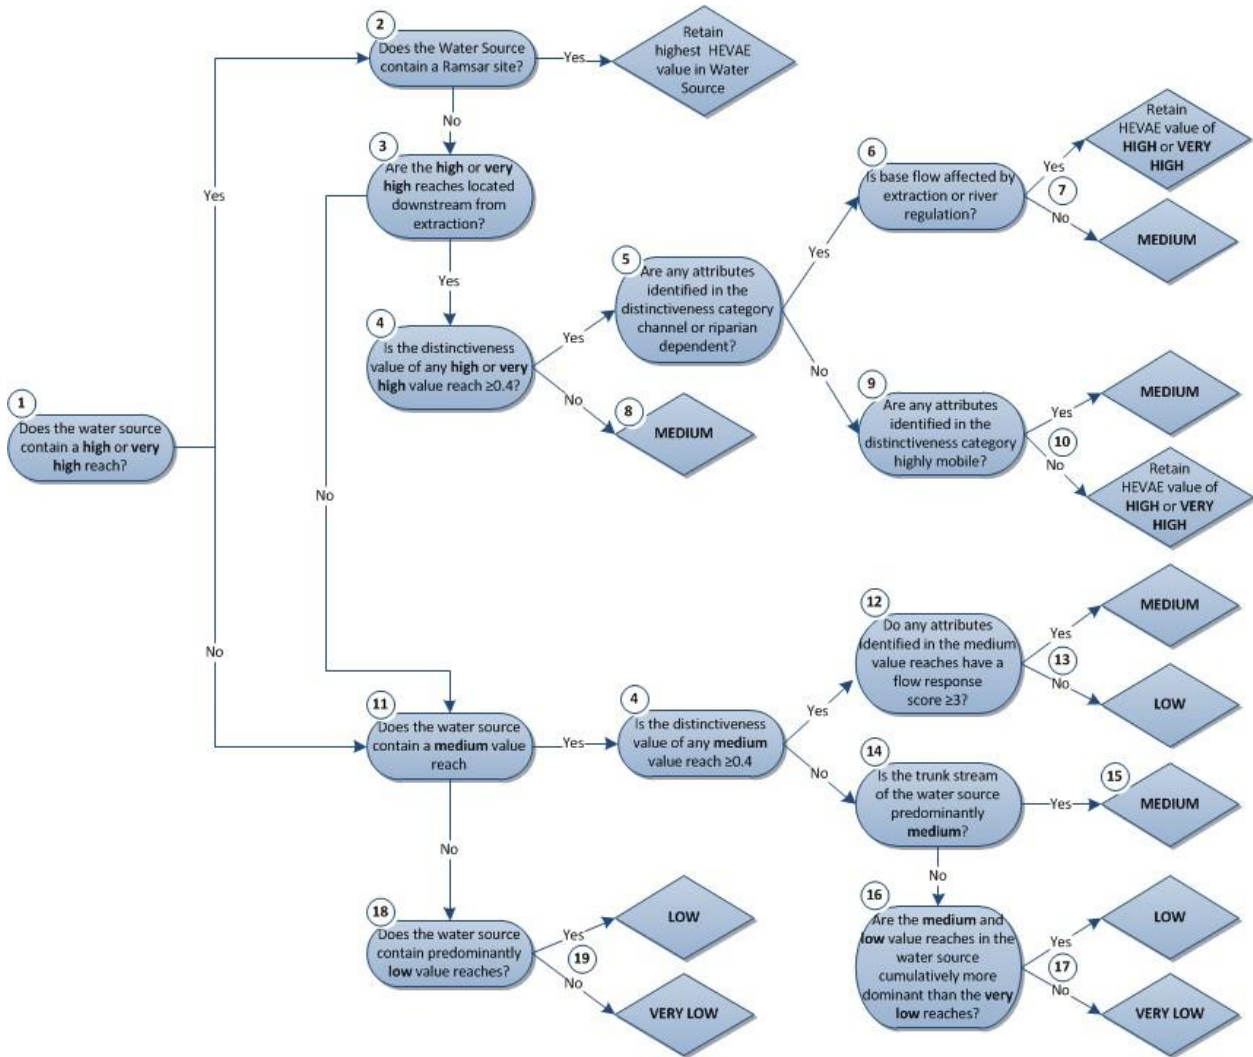 2
Does the Water Source
contain a Ramsar site?
Yes
Retain
highest HEVAE
value in Water
Source
No
3
Are the high or very
high reaches located
downstream from
extraction?
Yes
6
Is base flow affected by
extraction or river
regulation?
Yes
7
No
Retain
HEVAE value of
HIGH or VERY
HIGH
MEDIUM
Yes
5
Are any attributes
identified in the
distinctiveness category
channel or riparian
dependent?
Yes
No
4
Is the distinctiveness
value of any high or very
high value reach ≥0.4?
Yes
No
8
MEDIUM
9
Are any attributes
identified in the
distinctiveness category
highly mobile?
Yes
10
No
MEDIUM
Retain
HEVAE value of
HIGH or VERY
HIGH
1
Does the water source
contain a high or very
high reach?
No
No
11
Does the water source
contain a medium value
reach
Yes
4
Is the distinctiveness
value of any medium
value reach ≥0.4
Yes
No
12
Do any attributes
identified in the medium
value reaches have a
flow response
score ≥3?
Yes
13
No
MEDIUM
LOW
14
Is the trunk stream
of the water source
predominantly
medium?
Yes
15
MEDIUM
No
No
18
Does the water source
contain predominantly
low value reaches?
Yes
19
No
LOW
VERY LOW
16
Are the medium and
low value reaches in the
water source
cumulatively more
dominant than the very
low reaches?
Yes
17
No
LOW
VERY LOW